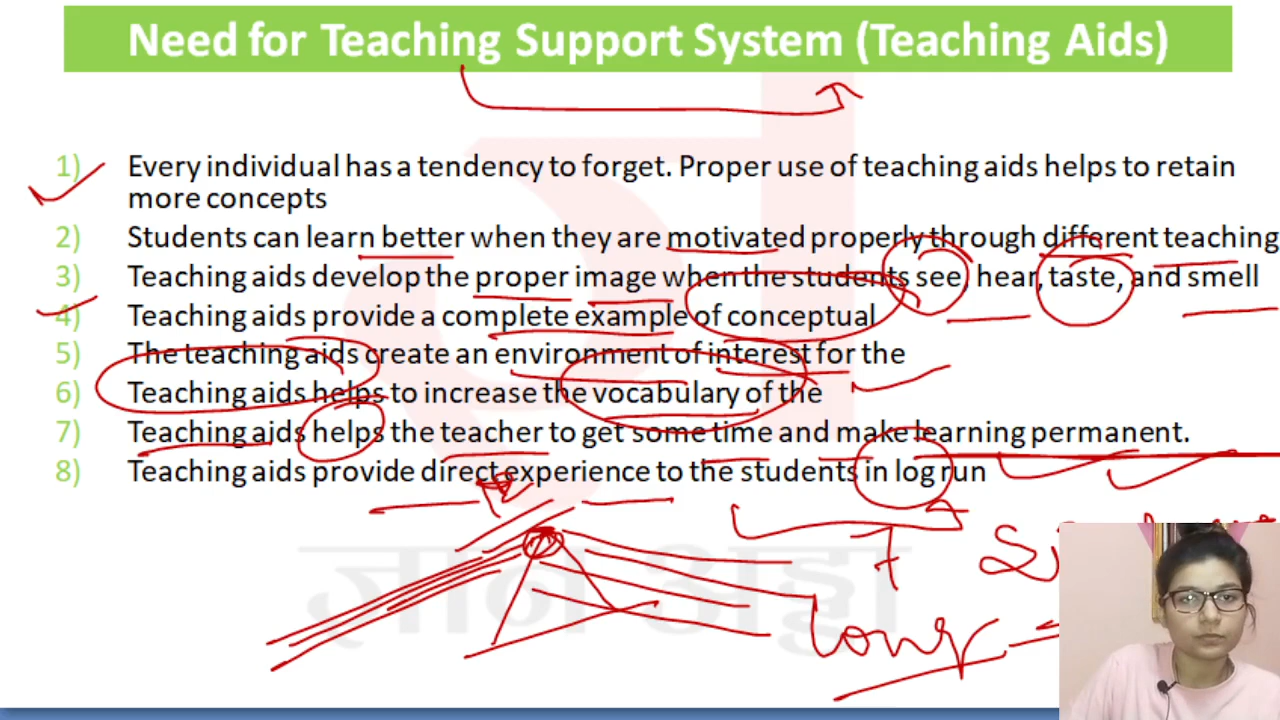 Need for Teaching Support System (Teaching Aids)
1) Every individual has a tendency to forget. Proper use of teaching aids helps to retain
more concepts
2) Students can learn better when they are motivated properly through different teaching
3) Teaching aids develop the proper image when the students see, hear, taste, and smell
4) Teaching aids provide a complete example of conceptual
5) The teaching aids create an environment of interest for the
6) Teaching aids helps to increase the vocabulary of the
7) Teaching aids helps the teacher to get some time and make learning permanent.
8) Teaching aids provide direct experience to the students in log run
ज्ञान अड्डा
long